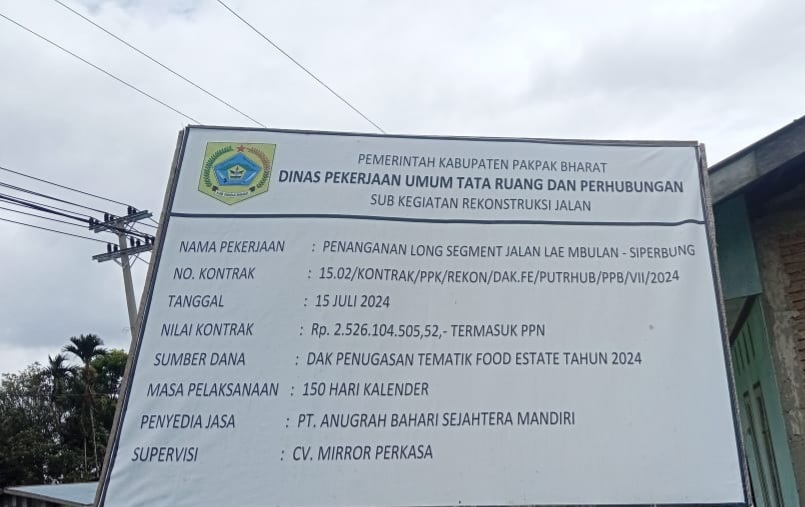 PEMERINTAH KABUPATEN PAKPAK BHARAT
DINAS PEKERJAAN UMUM TATA RUANG DAN PERHUBUNGAN
SUB KEGIATAN REKONSTRUKSI JALAN
NAMA PEKERJAAN : PENANGANAN LONG SEGMENT JALAN LAE MBULAN - SIPERBUNG
NO. KONTRAK : 15.02/KONTRAK/PPK/REKON/DAK.FE/PUTRHUB/PPB/VII/2024
TANGGAL : 15 JULI 2024
NILAI KONTRAK : Rp. 2.526.104.505,52,- TERMASUK PPN
SUMBER DANA : DAK PENUGASAN TEMATIK FOOD ESTATE TAHUN 2024
MASA PELAKSANAAN : 150 HARI KALENDER
PENYEDIA JASA : PT. ANUGRAH BAHARI SEJAHTERA MANDIRI
SUPERVISI : CV. MIRROR PERKASA